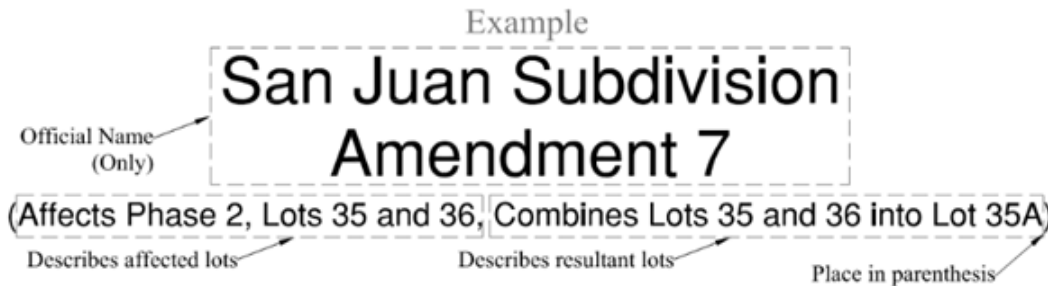 Example
San Juan Subdivision
Amendment 7
Official Name
(Only)
(Affects Phase 2, Lots 35 and 36, Combines Lots 35 and 36 into Lot 35A)
Describes affected lots
Describes resultant lots
Place in parenthesis